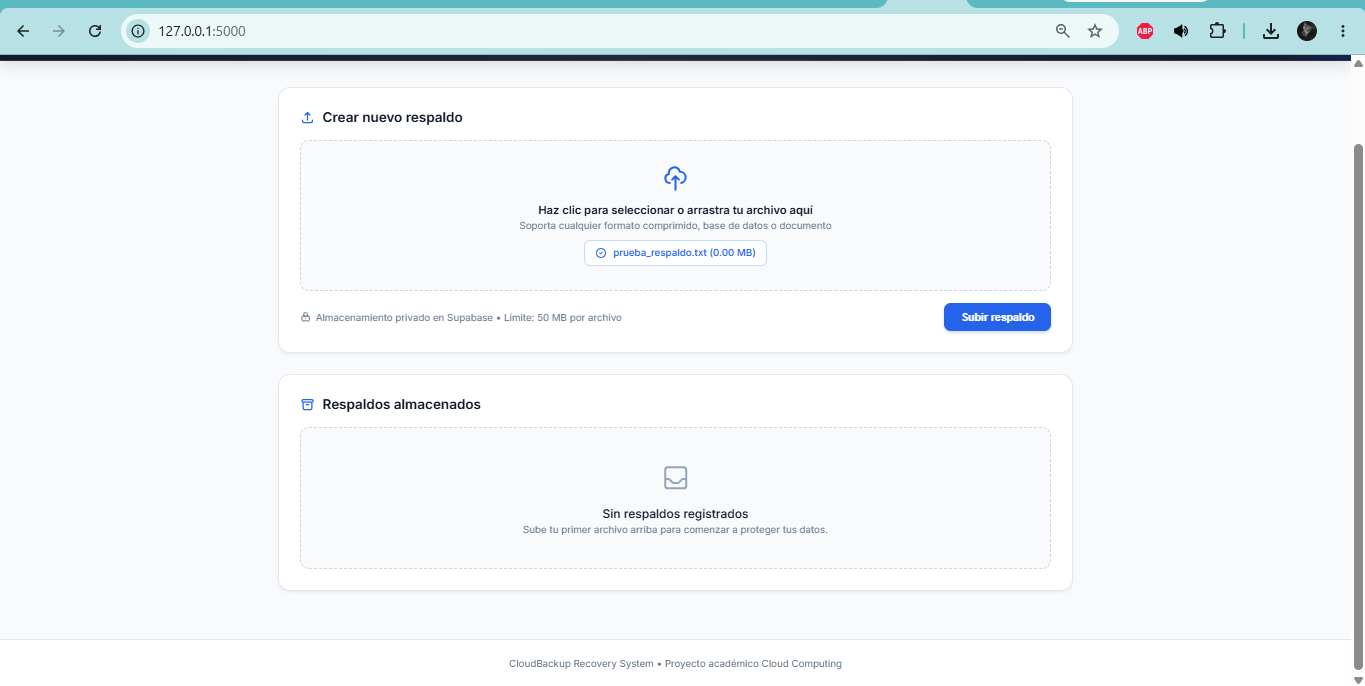 127.0.0.1:5000
ABP
Crear nuevo respaldo
Haz clic para seleccionar o arrastra tu archivo aquí
Soporta cualquier formato comprimido, base de datos o documento
prueba_respaldo.txt (0.00 MB)
Almacenamiento privado en Supabase • Límite: 50 MB por archivo
Subir respaldo
Respaldos almacenados
Sin respaldos registrados
Sube tu primer archivo arriba para comenzar a proteger tus datos.
CloudBackup Recovery System • Proyecto académico Cloud Computing